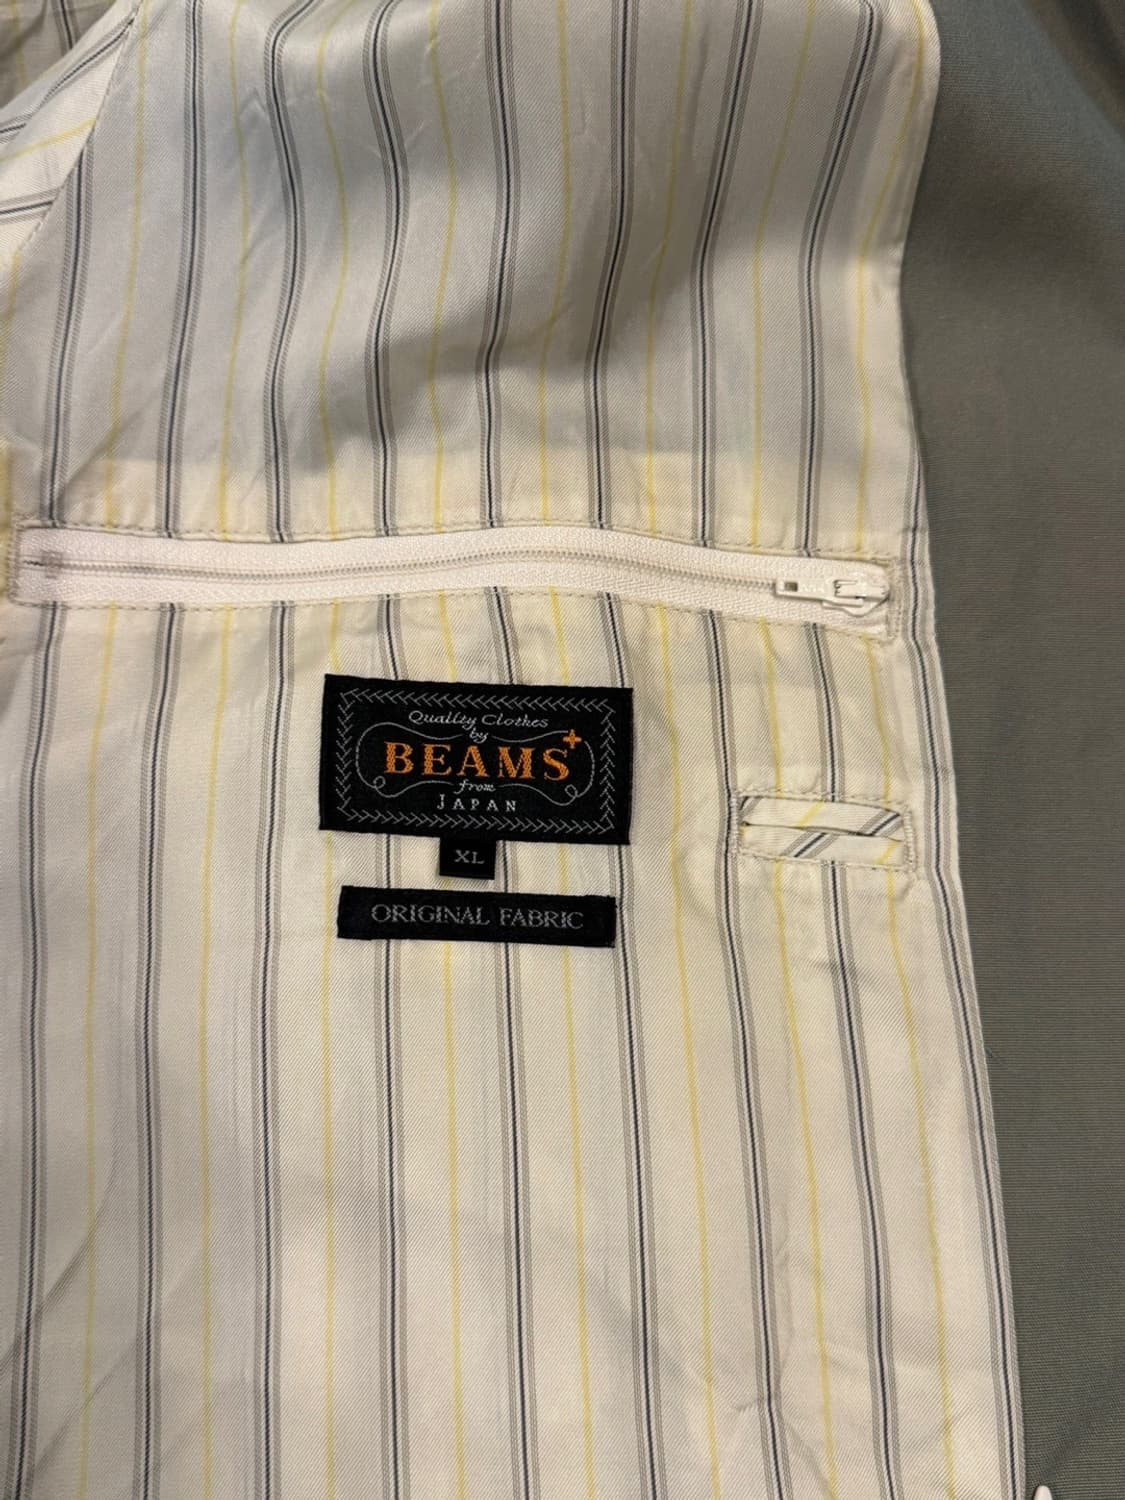 Quality Clothes
by
BEAMS+
from
JAPAN
XL
ORIGINAL FABRIC